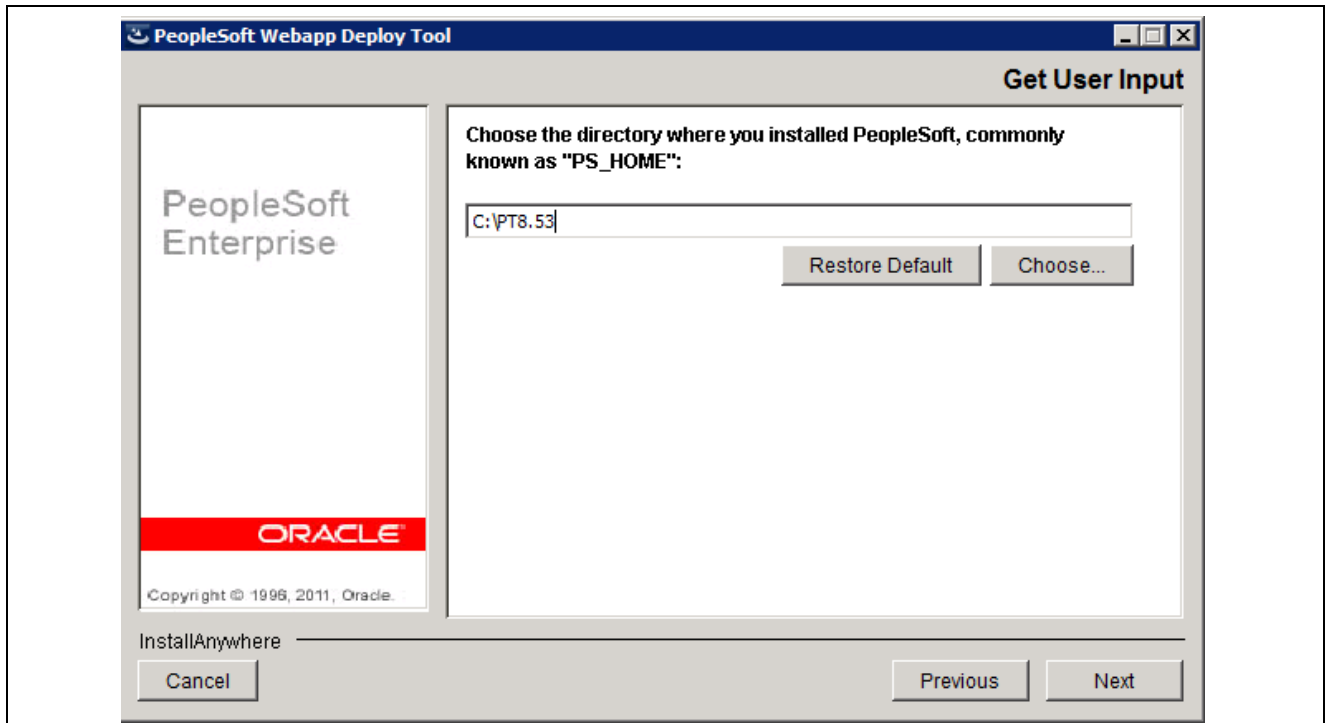 PeopleSoft Webapp Deploy Tool
Get User Input
Choose the directory where you installed PeopleSoft, commonly
known as "PS_HOME":
PeopleSoft
Enterprise
C:\PT8.53
Restore Default
Choose...
ORACLE
Copyright © 1996, 2011, Oracle.
InstallAnywhere
Cancel
Previous
Next